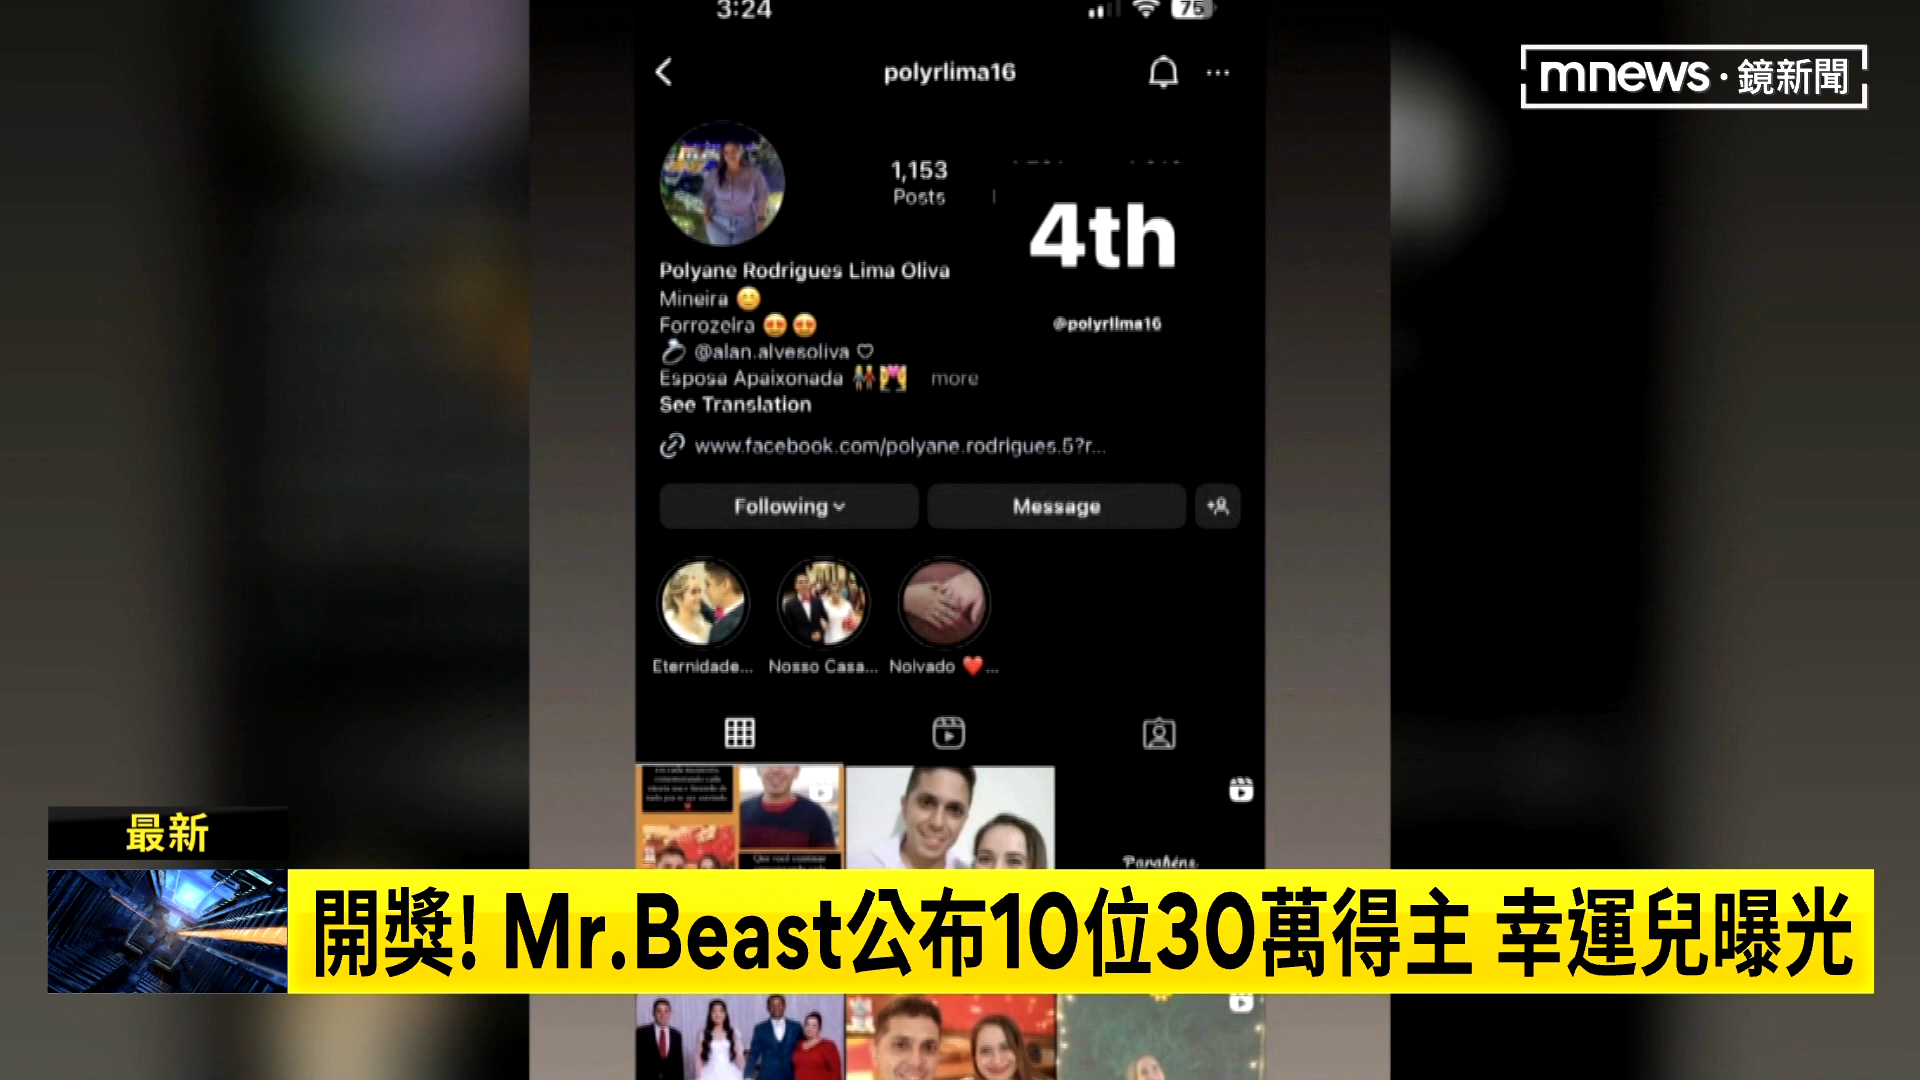 3:24
75
polyrlima16
mnews·鏡新聞
1,153
Posts
4th
@polyrlima16
Polyane Rodrigues Lima Oliva
Mineira 😊
Forrozeira 😍😍
💍 @alan.alvesoliva ♡
Esposa Apaixonada 👫💒 more
See Translation
www.facebook.com/polyane.rodrigues.5?r...
Following
Message
Eternidade...
Nosso Casa...
Noivado ❤️...
Parabéns
最新
開獎! Mr.Beast公布10位30萬得主 幸運兒曝光